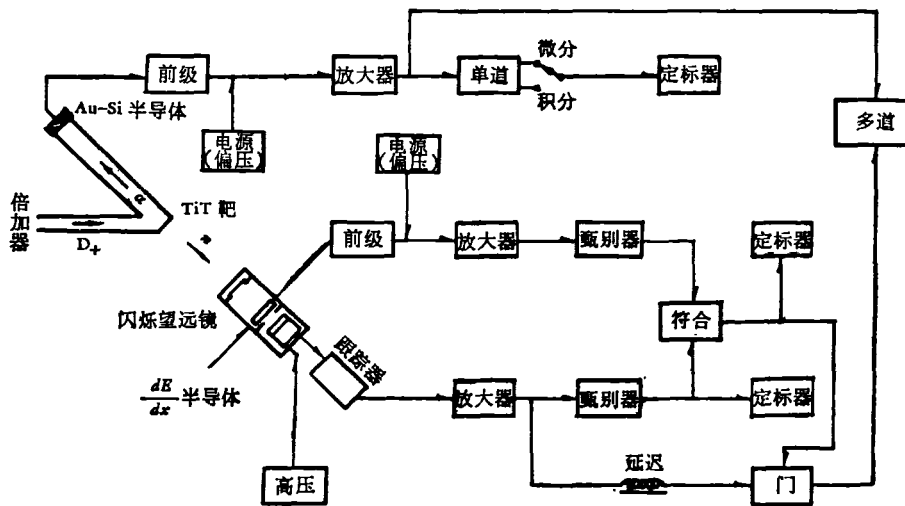 微分
前级
放大器
单道
定标器
积分
Au-Si 半导体
多道
电源
(偏压)
电源
(偏压)
α
TiT 靶
倍加器
D+
n
前级
放大器
甄别器
定标器
闪烁望远镜
符合
跟踪器
dE
dx
半导体
放大器
甄别器
定标器
延迟
高压
门